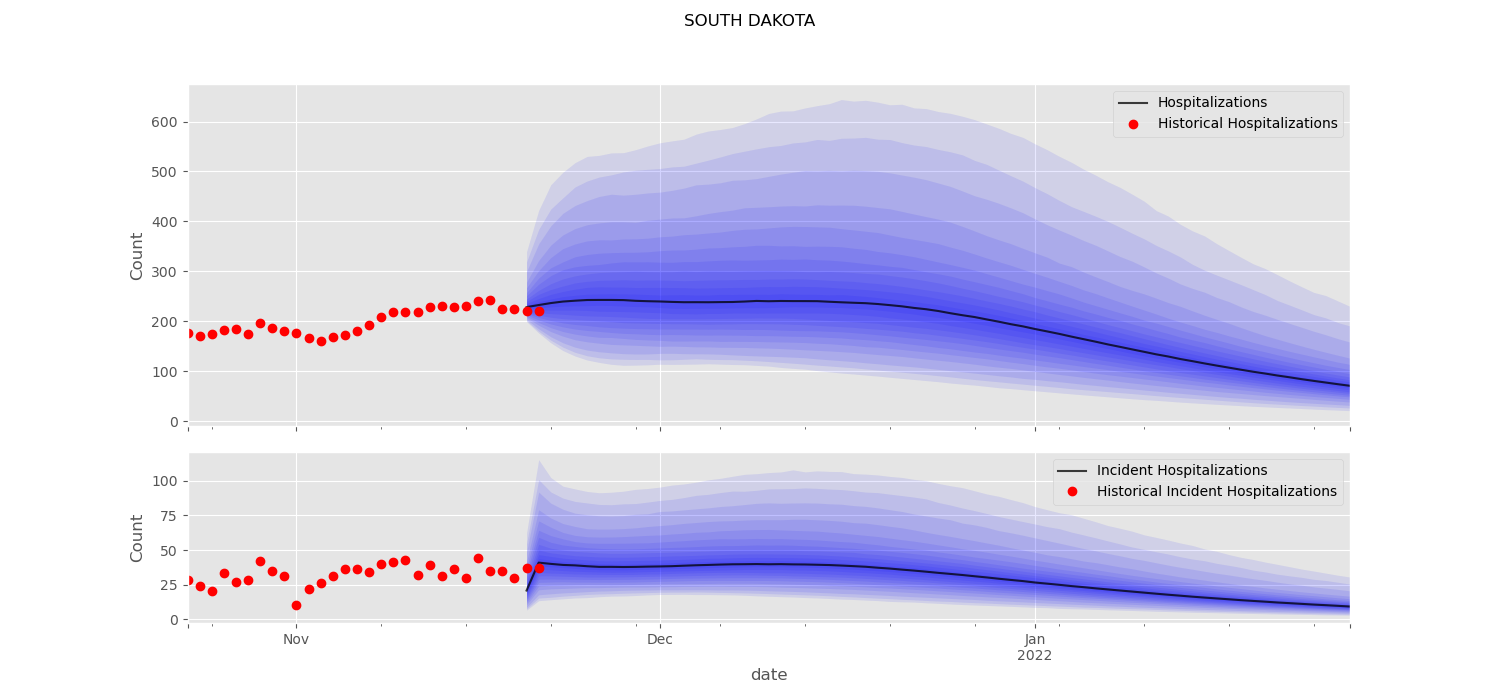 SOUTH DAKOTA
Hospitalizations
Historical Hospitalizations
600
500
400
300
200
100
0
Count
Incident Hospitalizations
Historical Incident Hospitalizations
100
75
50
25
0
Count
Nov
Dec
Jan
2022
date